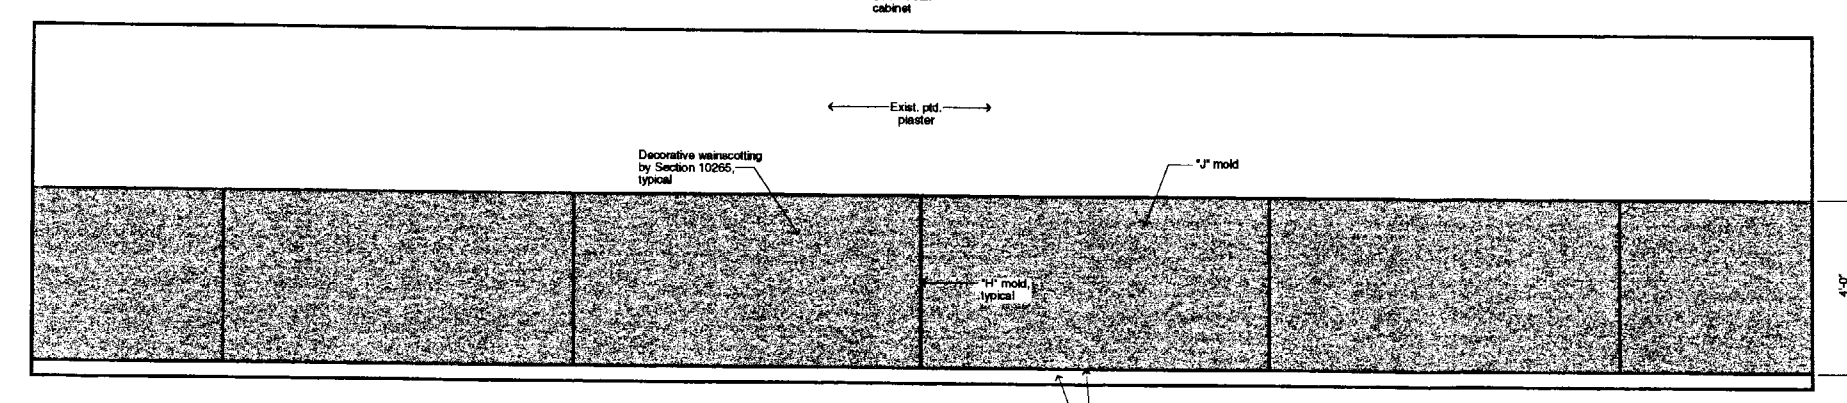 cabinet
Exist. ptd.
plaster
Decorative wainscotting
by Section 10265,
typical
"J" mold
"H" mold,
typical
4'-0"